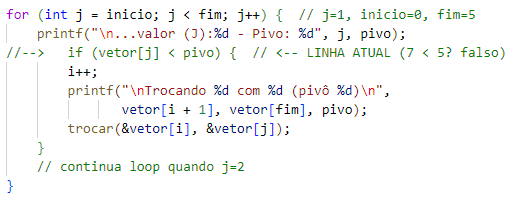 for (int j = inicio; j < fim; j++) {  // j=1, inicio=0, fim=5
    printf("\n...valor (J):%d - Pivo: %d", j, pivo);
//-->   if (vetor[j] < pivo) {  // <-- LINHA ATUAL (7 < 5? falso)
        i++;
        printf("\nTrocando %d com %d (pivô %d)\n",
               vetor[i + 1], vetor[fim], pivo);
        trocar(&vetor[i], &vetor[j]);
    }
    // continua loop quando j=2
}